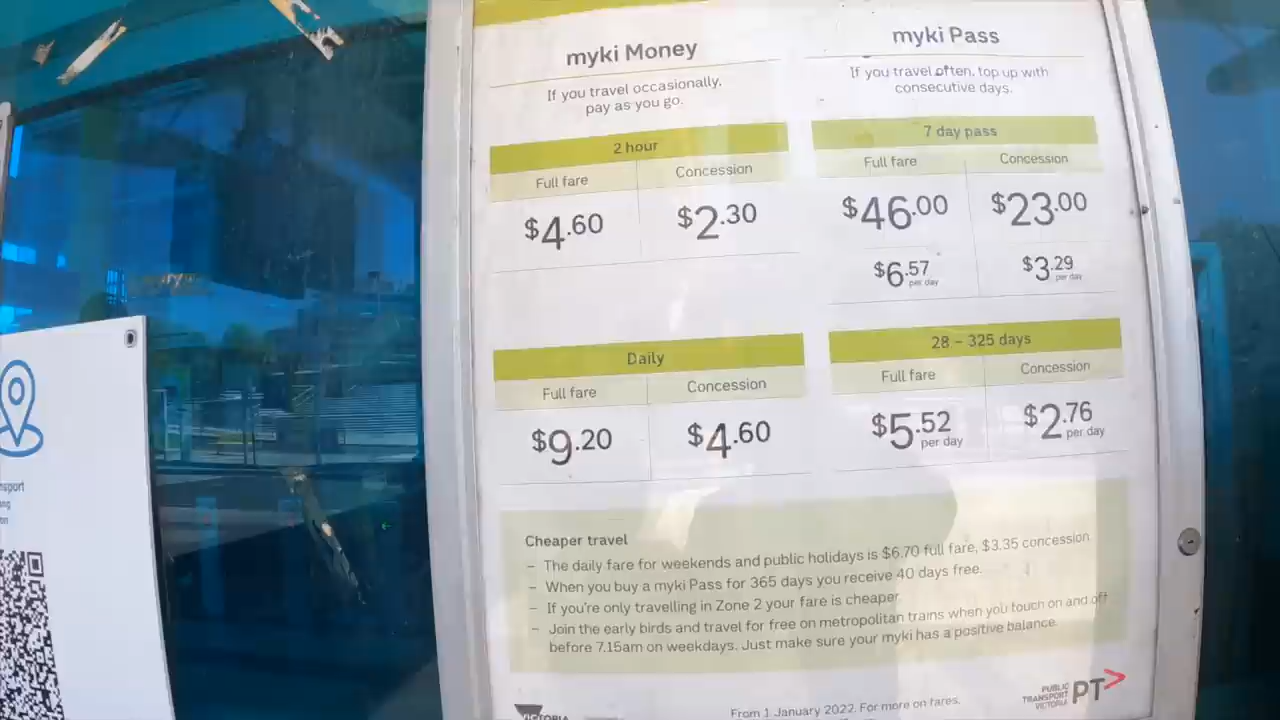 myki Money
If you travel occasionally,
pay as you go.
2 hour
Full fare
Concession
$4.60
$2.30
Daily
Full fare
Concession
$9.20
$4.60
myki Pass
If you travel often, top up with
consecutive days.
7 day pass
Full fare
Concession
$46.00
$23.00
$6.57 per day
$3.29 per day
28 – 325 days
Full fare
Concession
$5.52 per day
$2.76 per day
Cheaper travel
– The daily fare for weekends and public holidays is $6.70 full fare, $3.35 concession
– When you buy a myki Pass for 365 days you receive 40 days free.
– If you're only travelling in Zone 2 your fare is cheaper
– Join the early birds and travel for free on metropolitan trains when you touch on and off
before 7.15am on weekdays. Just make sure your myki has a positive balance.
VICTORIA
From 1 January 2022. For more on fares,
PUBLIC
TRANSPORT
VICTORIA
PT